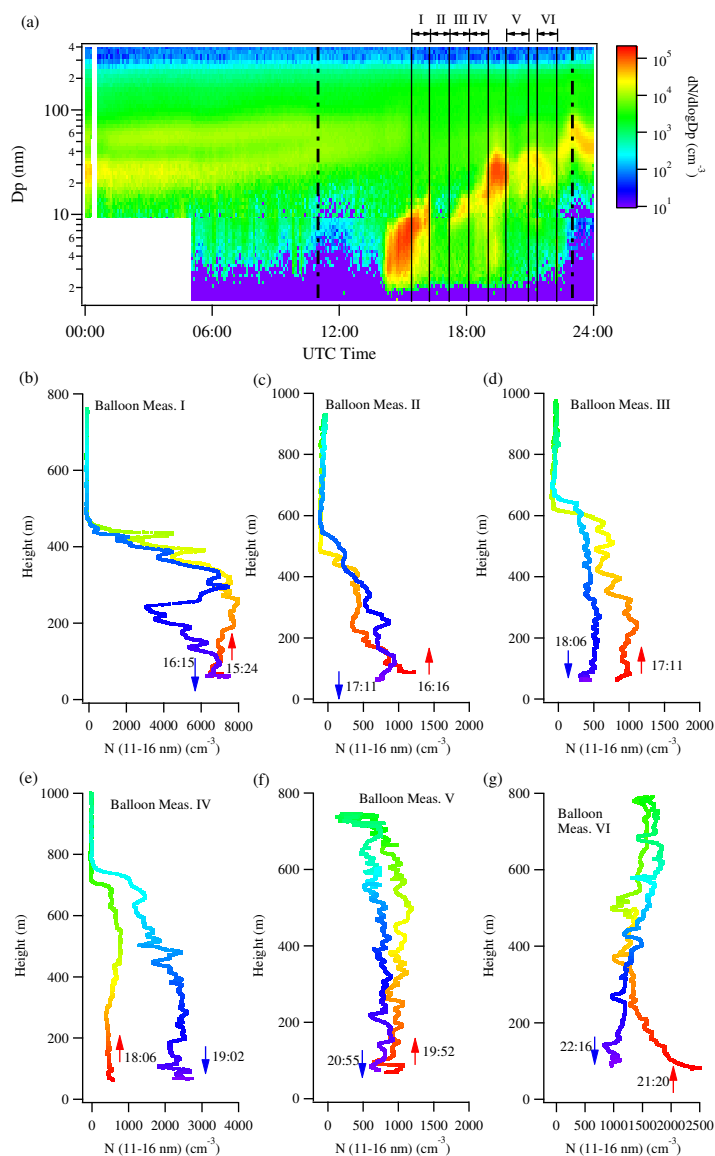 (a)
I II III IV V VI
4
2
100
8
6
4
2
10
8
6
4
2
Dp (nm)
00:00 06:00 12:00 18:00 24:00
UTC Time
10^5
10^4
10^3
10^2
10^1
dN/dlogDp (cm^-3)
(b)
Balloon Meas. I
800
600
400
200
0
Height (m)
16:15
15:24
0 2000 4000 6000 8000
N (11-16 nm) (cm^-3)
(c)
Balloon Meas. II
1000
800
600
400
200
0
Height (m)
17:11
16:16
0 500 1000 1500
N (11-16 nm) (cm^-3)
(d)
Balloon Meas. III
1000
800
600
400
200
0
Height (m)
18:06
17:11
0 500 1000 1500 2000
N (11-16 nm) (cm^-3)
(e)
Balloon Meas. IV
1000
800
600
400
200
0
Height (m)
18:06
19:02
0 1000 2000 3000 4000
N (11-16 nm) (cm^-3)
(f)
Balloon Meas. V
800
600
400
200
0
Height (m)
20:55
19:52
0 500 1000 1500 2000
N (11-16 nm) (cm^-3)
(g)
Balloon
Meas. VI
800
600
400
200
0
Height (m)
22:16
21:20
0 500 1000 1500 2000 2500
N (11-16 nm) (cm^-3)